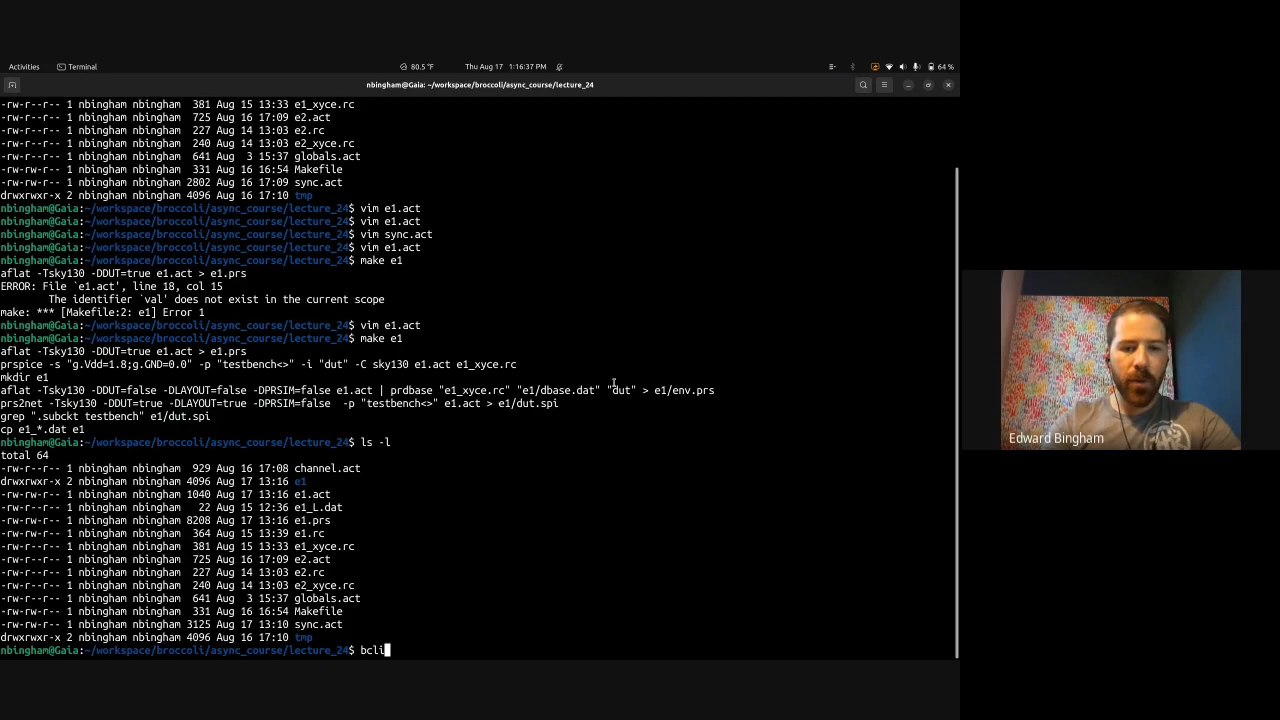 Activities Terminal 80.5 °F Thu Aug 17 1:16:37 PM 64 %
nbingham@Gaia: ~/workspace/broccoli/async_course/lecture_24
-rw-r--r-- 1 nbingham nbingham 381 Aug 15 13:33 e1_xyce.rc
-rw-rw-r-- 1 nbingham nbingham 725 Aug 16 17:09 e2.act
-rw-r--r-- 1 nbingham nbingham 227 Aug 14 13:03 e2.rc
-rw-r--r-- 1 nbingham nbingham 240 Aug 14 13:03 e2_xyce.rc
-rw-rw-r-- 1 nbingham nbingham 641 Aug 3 15:37 globals.act
-rw-rw-r-- 1 nbingham nbingham 331 Aug 16 16:54 Makefile
-rw-rw-r-- 1 nbingham nbingham 2802 Aug 16 17:09 sync.act
drwxrwxr-x 2 nbingham nbingham 4096 Aug 16 17:10 tmp
nbingham@Gaia:~/workspace/broccoli/async_course/lecture_24$ vim e1.act
nbingham@Gaia:~/workspace/broccoli/async_course/lecture_24$ vim e1.act
nbingham@Gaia:~/workspace/broccoli/async_course/lecture_24$ vim sync.act
nbingham@Gaia:~/workspace/broccoli/async_course/lecture_24$ vim e1.act
nbingham@Gaia:~/workspace/broccoli/async_course/lecture_24$ make e1
aflat -Tsky130 -DDUT=true e1.act > e1.prs
ERROR: File `e1.act', line 18, col 15
The identifier `val' does not exist in the current scope
make: *** [Makefile:2: e1] Error 1
nbingham@Gaia:~/workspace/broccoli/async_course/lecture_24$ vim e1.act
nbingham@Gaia:~/workspace/broccoli/async_course/lecture_24$ make e1
aflat -Tsky130 -DDUT=true e1.act > e1.prs
prspice -s "g.Vdd=1.8;g.GND=0.0" -p "testbench<>" -i "dut" -C sky130 e1.act e1_xyce.rc
mkdir e1
aflat -Tsky130 -DDUT=false -DLAYOUT=false -DPRSIM=false e1.act | prdbase "e1_xyce.rc" "e1/dbase.dat" "dut" > e1/env.prs
prs2net -Tsky130 -DDUT=true -DLAYOUT=true -DPRSIM=false -p "testbench<>" e1.act > e1/dut.spi
grep ".subckt testbench" e1/dut.spi
cp e1_*.dat e1
nbingham@Gaia:~/workspace/broccoli/async_course/lecture_24$ ls -l
total 64
-rw-rw-r-- 1 nbingham nbingham 929 Aug 16 17:08 channel.act
drwxrwxr-x 2 nbingham nbingham 4096 Aug 17 13:16 e1
-rw-rw-r-- 1 nbingham nbingham 1040 Aug 17 13:16 e1.act
-rw-rw-r-- 1 nbingham nbingham 22 Aug 15 12:36 e1_L.dat
-rw-rw-r-- 1 nbingham nbingham 8208 Aug 17 13:16 e1.prs
-rw-r--r-- 1 nbingham nbingham 364 Aug 15 13:39 e1.rc
-rw-r--r-- 1 nbingham nbingham 381 Aug 15 13:33 e1_xyce.rc
-rw-rw-r-- 1 nbingham nbingham 725 Aug 16 17:09 e2.act
-rw-r--r-- 1 nbingham nbingham 227 Aug 14 13:03 e2.rc
-rw-r--r-- 1 nbingham nbingham 240 Aug 14 13:03 e2_xyce.rc
-rw-rw-r-- 1 nbingham nbingham 641 Aug 3 15:37 globals.act
-rw-rw-r-- 1 nbingham nbingham 331 Aug 16 16:54 Makefile
-rw-rw-r-- 1 nbingham nbingham 3125 Aug 17 13:10 sync.act
drwxrwxr-x 2 nbingham nbingham 4096 Aug 16 17:10 tmp
nbingham@Gaia:~/workspace/broccoli/async_course/lecture_24$ bcli
Edward Bingham